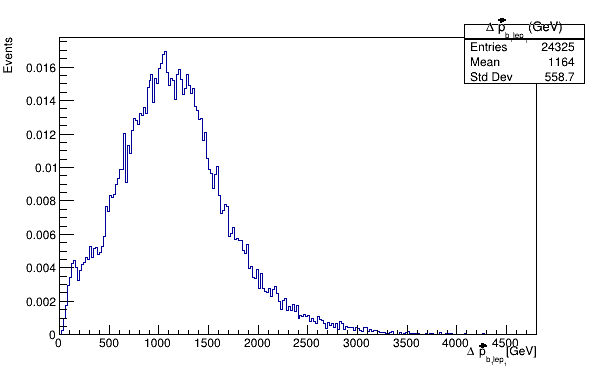 Δ p⃗_b,lep₁ (GeV)
Entries 24325
Mean 1164
Std Dev 558.7
Events
0.016
0.014
0.012
0.01
0.008
0.006
0.004
0.002
0
0 500 1000 1500 2000 2500 3000 3500 4000 4500
Δ p⃗_b,lep₁ [GeV]